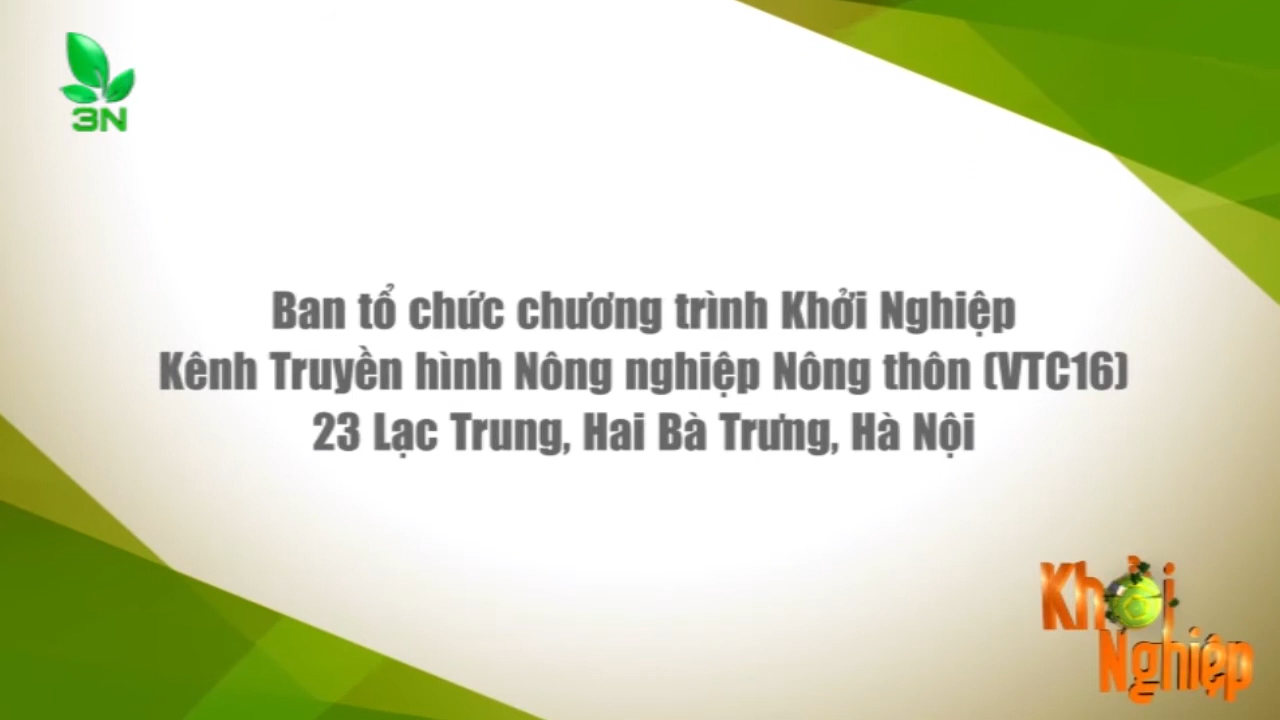 3N
Ban tổ chức chương trình Khởi Nghiệp
Kênh Truyền hình Nông nghiệp Nông thôn (VTC16)
23 Lạc Trung, Hai Bà Trưng, Hà Nội
Khởi
Nghiệp